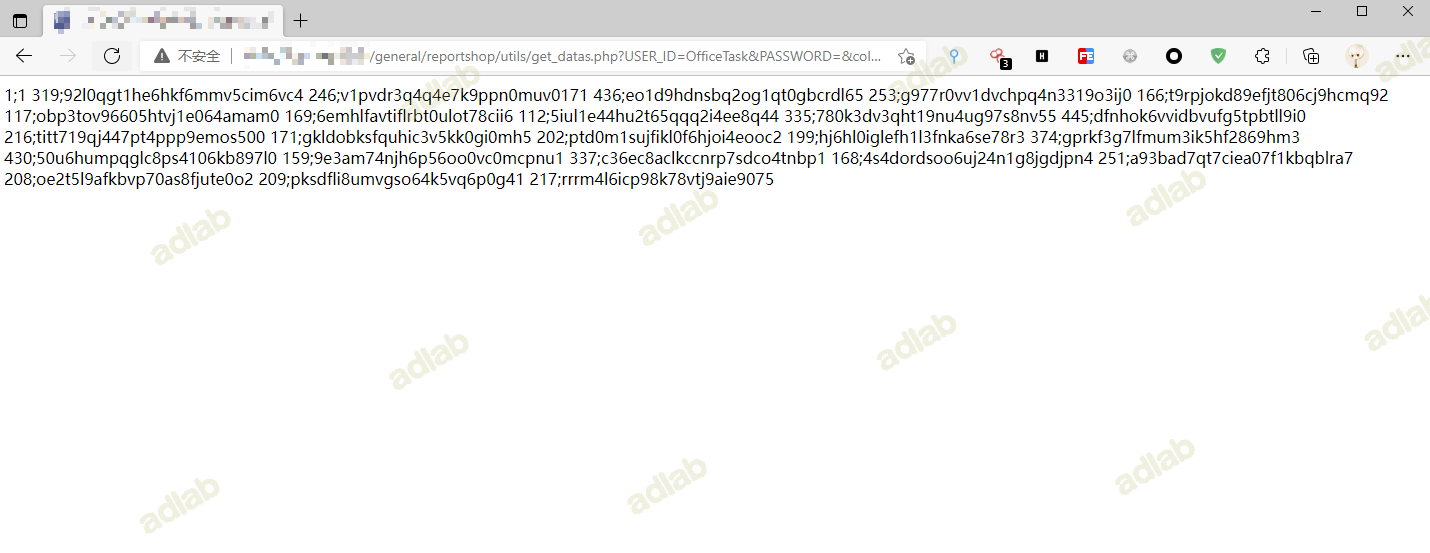 不安全
/general/reportshop/utils/get_datas.php?USER_ID=OfficeTask&PASSWORD=&col...
3
H
FE
1;1 319;92l0qgt1he6hkf6mmv5cim6vc4 246;v1pvdr3q4q4e7k9ppn0muv0171 436;eo1d9hdnsbq2og1qt0gbcrdl65 253;g977r0vv1dvchpq4n3319o3ij0 166;t9rpjokd89efjt806cj9hcmq92
117;obp3tov96605htvj1e064amam0 169;6emhlfavtiflrbt0ulot78cii6 112;5iul1e44hu2t65qqq2i4ee8q44 335;780k3dv3qht19nu4ug97s8nv55 445;dfnhok6vvidbvufg5tpbtll9i0
216;titt719qj447pt4ppp9emos500 171;gkldobksfquhic3v5kk0gi0mh5 202;ptd0m1sujfikl0f6hjoi4eooc2 199;hj6hl0iglefh1l3fnka6se78r3 374;gprkf3g7lfmum3ik5hf2869hm3
430;50u6humpqglc8ps4106kb897l0 159;9e3am74njh6p56oo0vc0mcpnu1 337;c36ec8aclkccnrp7sdco4tnbp1 168;4s4dordsoo6uj24n1g8jgdjpn4 251;a93bad7qt7ciea07f1kbqblra7
208;oe2t5l9afkbvp70as8fjute0o2 209;pksdfli8umvgso64k5vq6p0g41 217;rrrm4l6icp98k78vtj9aie9075
adlab
adlab
adlab
adlab
adlab
adlab
adlab
adlab
adlab
adlab
adlab